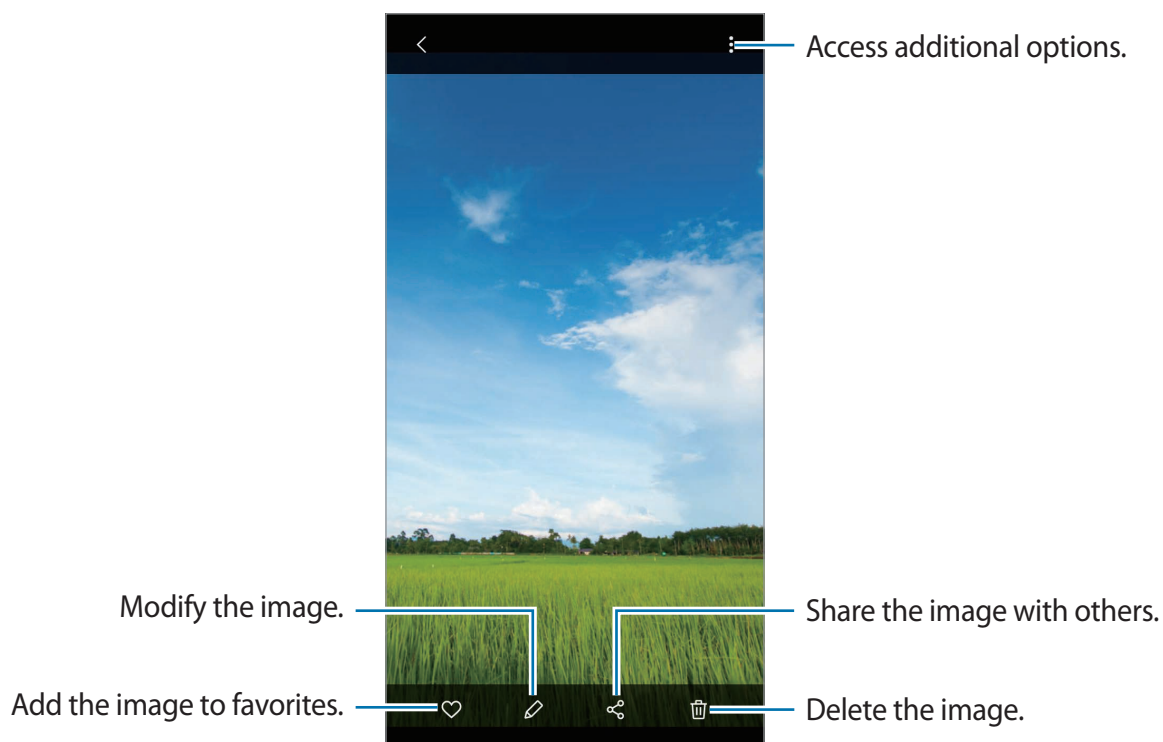 Access additional options.
Modify the image.
Share the image with others.
Add the image to favorites.
Delete the image.